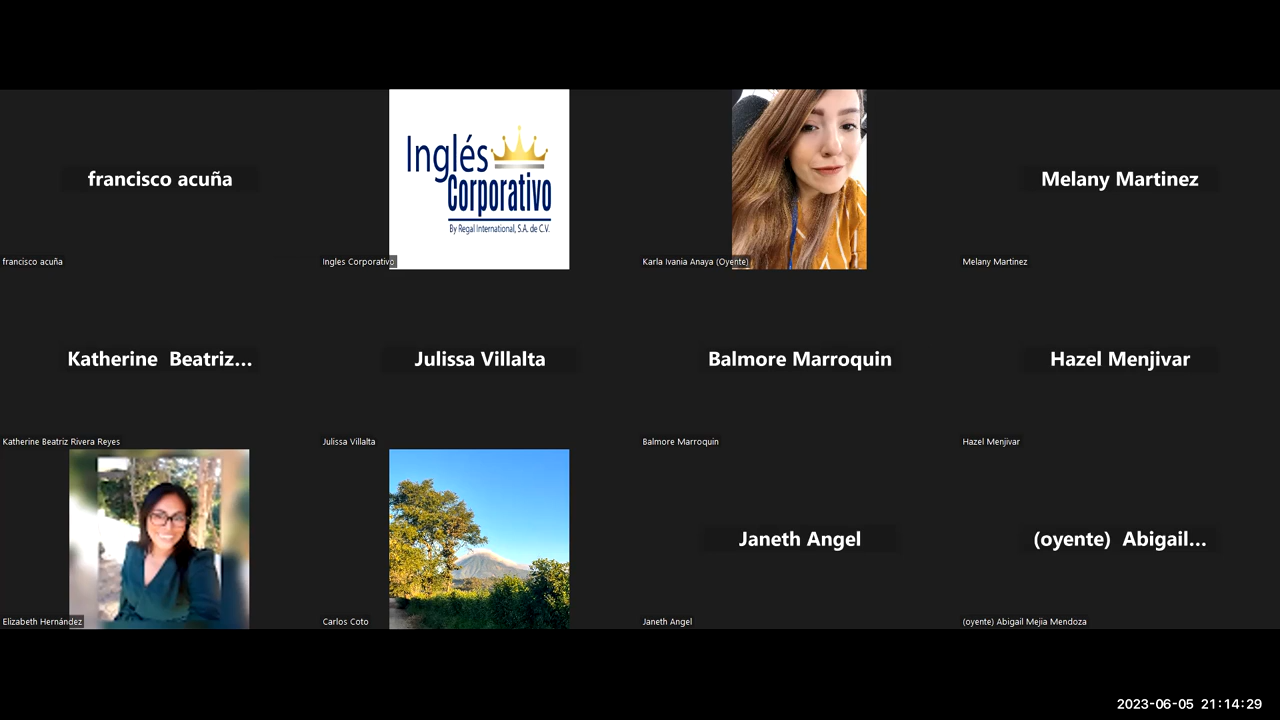 francisco acuña
Inglés
Corporativo
By Regal International, S.A. de C.V.
Melany Martinez
francisco acuña
Ingles Corporativo
Karla Ivania Anaya (Oyente)
Melany Martinez
Katherine Beatriz...
Julissa Villalta
Balmore Marroquin
Hazel Menjivar
Katherine Beatriz Rivera Reyes
Julissa Villalta
Balmore Marroquin
Hazel Menjivar
Janeth Angel
(oyente) Abigail...
Elizabeth Hernández
Carlos Coto
Janeth Angel
(oyente) Abigail Mejia Mendoza
2023-06-05 21:14:29